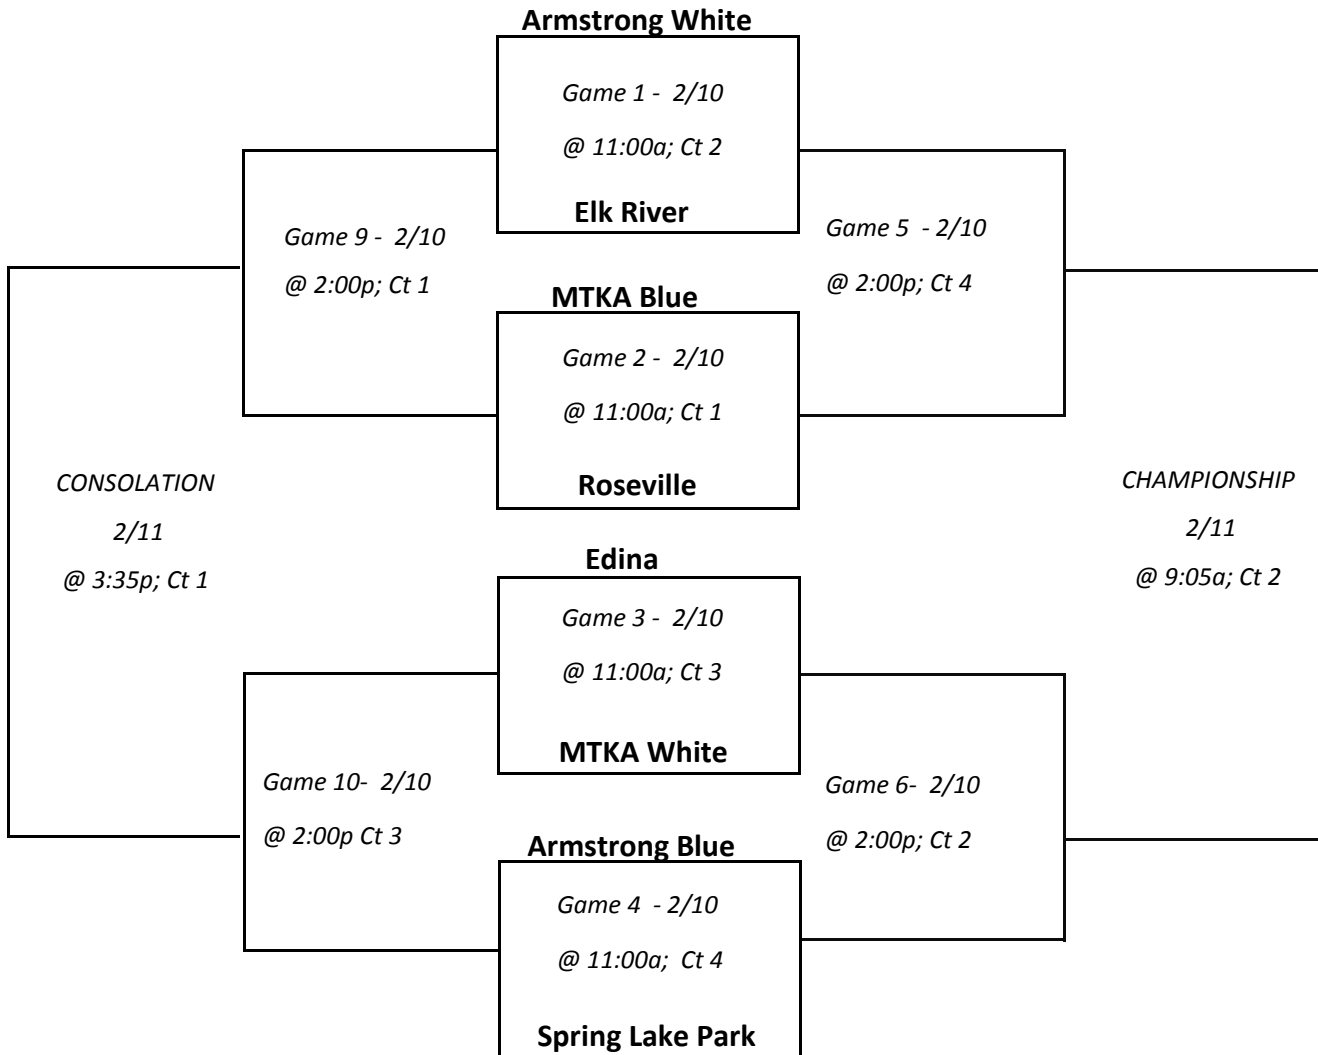 Armstrong White
Game 1 - 2/10
@ 11:00a; Ct 2
Elk River
Game 9 - 2/10
@ 2:00p; Ct 1
Game 5 - 2/10
@ 2:00p; Ct 4
MTKA Blue
Game 2 - 2/10
@ 11:00a; Ct 1
Roseville
CONSOLATION
2/11
@ 3:35p; Ct 1
CHAMPIONSHIP
2/11
@ 9:05a; Ct 2
Edina
Game 3 - 2/10
@ 11:00a; Ct 3
MTKA White
Game 10- 2/10
@ 2:00p Ct 3
Game 6- 2/10
@ 2:00p; Ct 2
Armstrong Blue
Game 4 - 2/10
@ 11:00a; Ct 4
Spring Lake Park